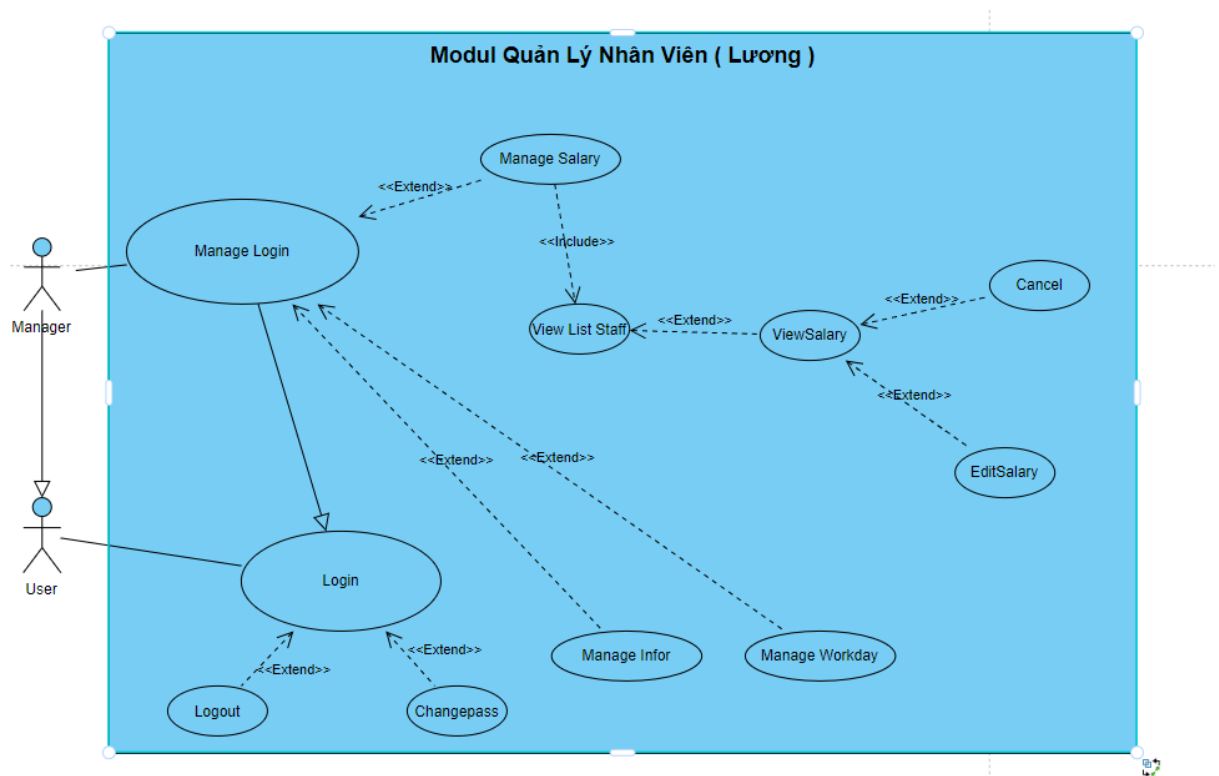 Modul Quản Lý Nhân Viên ( Lương )
Manage Salary
<<Extend>>
Manage Login
<<Include>>
Cancel
<<Extend>>
Manager
View List Staff
<<Extend>>
ViewSalary
<<Extend>>
<<Extend>>
<<Extend>>
EditSalary
User
Login
<<Extend>>
<<Extend>>
Manage Infor
Manage Workday
Logout
Changepass